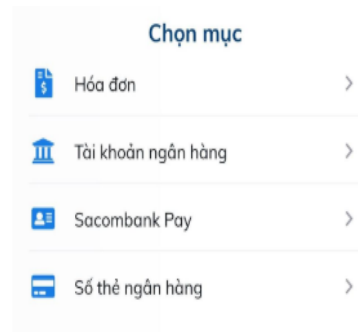 Chọn mục
Hóa đơn
Tài khoản ngân hàng
Sacombank Pay
Số thẻ ngân hàng